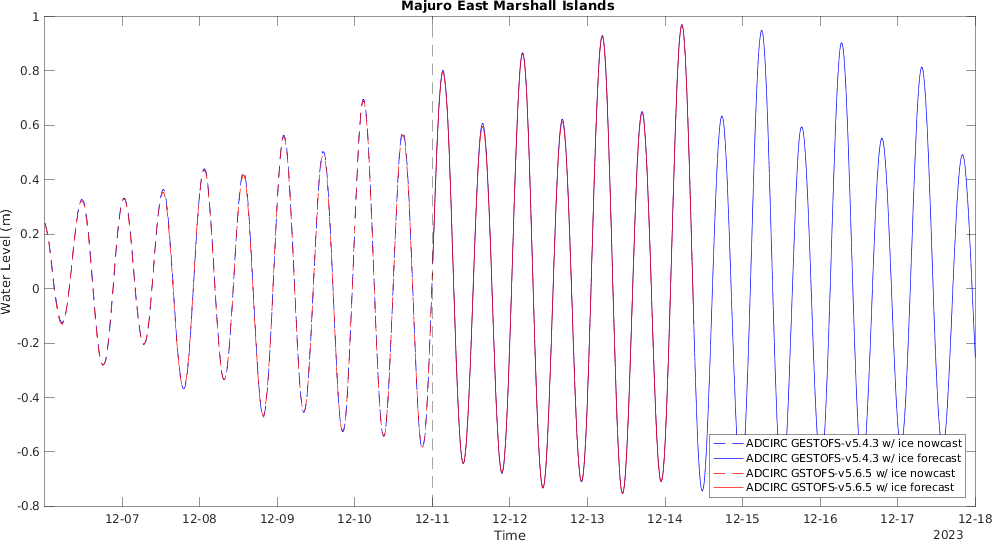 Majuro East Marshall Islands
1
0.8
0.6
0.4
0.2
0
-0.2
-0.4
-0.6
-0.8
Water Level (m)
ADCIRC GESTOFS-v5.4.3 w/ ice nowcast
ADCIRC GESTOFS-v5.4.3 w/ ice forecast
ADCIRC GSTOFS-v5.6.5 w/ ice nowcast
ADCIRC GSTOFS-v5.6.5 w/ ice forecast
12-07 12-08 12-09 12-10 12-11 12-12 12-13 12-14 12-15 12-16 12-17 12-18
Time
2023